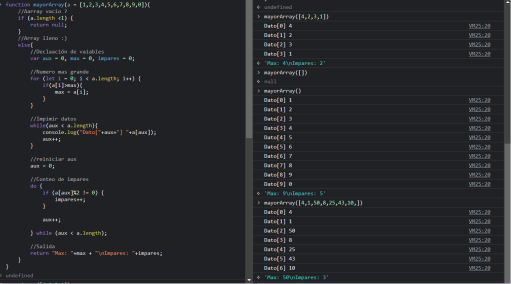 function mayorArray(a = [1,2,3,4,5,6,7,8,9,0]){
//Aarray vacio ?
if (a.length <1) {
return null;
}
//Array lleno :)
else{
//Declaación de vaiables
var aux = 0, max = 0, impares = 0;
//Numero mas grande
for (let i = 0; i < a.length; i++) {
if(a[i]>max){
max = a[i];
}
}
//Impimir datos
while(aux < a.length){
console.log("Dato["+aux+"] "+a[aux]);
aux++;
}
//reiniciar aux
aux = 0;
//Conteo de impares
do {
if (a[aux]%2 != 0) {
impares++;
}
aux++;
} while (aux < a.length);
//Salida
return "Max: "+max + "\nImpares: "+impares;
}
}
undefined
undefined
mayorArray([4,2,3,1])
Dato[0] 4 VM25:20
Dato[1] 2 VM25:20
Dato[2] 3 VM25:20
Dato[3] 1 VM25:20
'Max: 4\nImpares: 2'
mayorArray([])
null
mayorArray()
Dato[0] 1 VM25:20
Dato[1] 2 VM25:20
Dato[2] 3 VM25:20
Dato[3] 4 VM25:20
Dato[4] 5 VM25:20
Dato[5] 6 VM25:20
Dato[6] 7 VM25:20
Dato[7] 8 VM25:20
Dato[8] 9 VM25:20
Dato[9] 0 VM25:20
'Max: 9\nImpares: 5'
mayorArray([4,1,50,8,25,43,10,])
Dato[0] 4 VM25:20
Dato[1] 1 VM25:20
Dato[2] 50 VM25:20
Dato[3] 8 VM25:20
Dato[4] 25 VM25:20
Dato[5] 43 VM25:20
Dato[6] 10 VM25:20
'Max: 50\nImpares: 3'